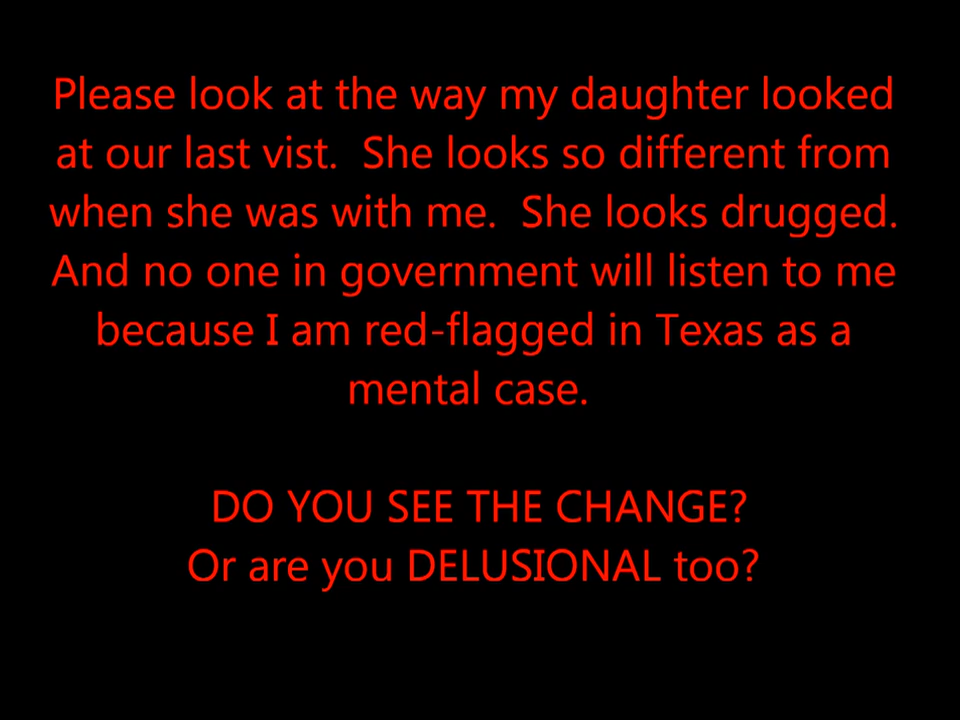 Please look at the way my daughter looked
at our last vist.  She looks so different from
when she was with me.  She looks drugged.
And no one in government will listen to me
because I am red-flagged in Texas as a
mental case.
DO YOU SEE THE CHANGE?
Or are you DELUSIONAL too?